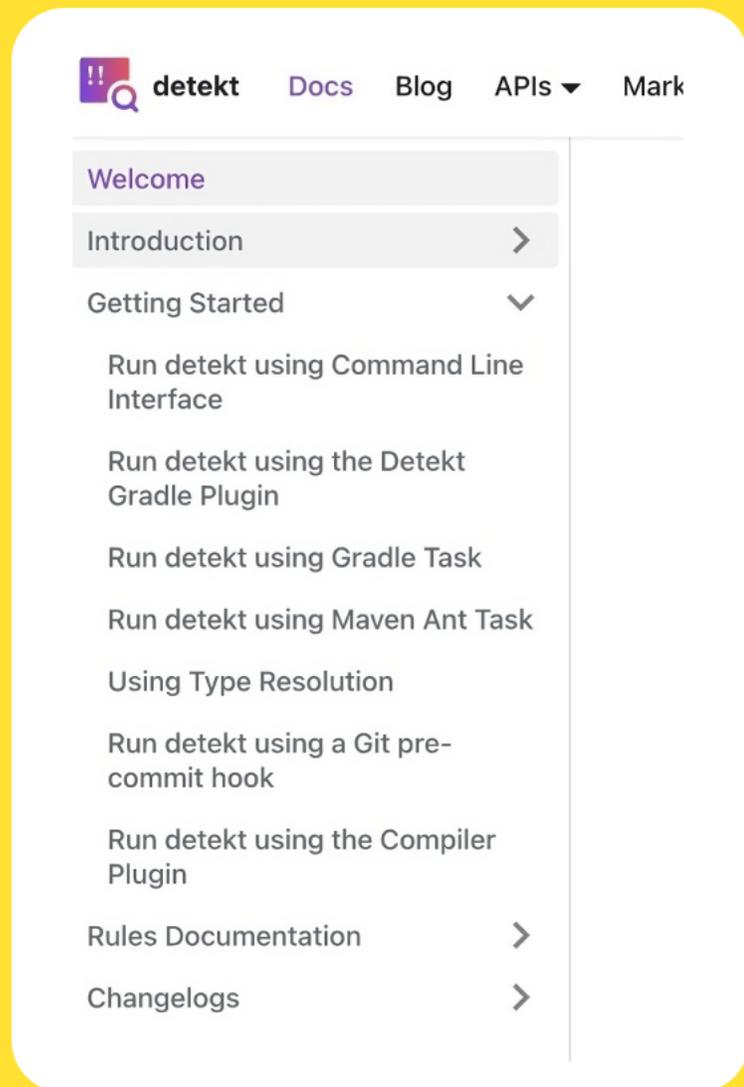 detekt Docs Blog APIs Mark
Welcome
Introduction
Getting Started
Run detekt using Command Line
Interface
Run detekt using the Detekt
Gradle Plugin
Run detekt using Gradle Task
Run detekt using Maven Ant Task
Using Type Resolution
Run detekt using a Git pre-
commit hook
Run detekt using the Compiler
Plugin
Rules Documentation
Changelogs